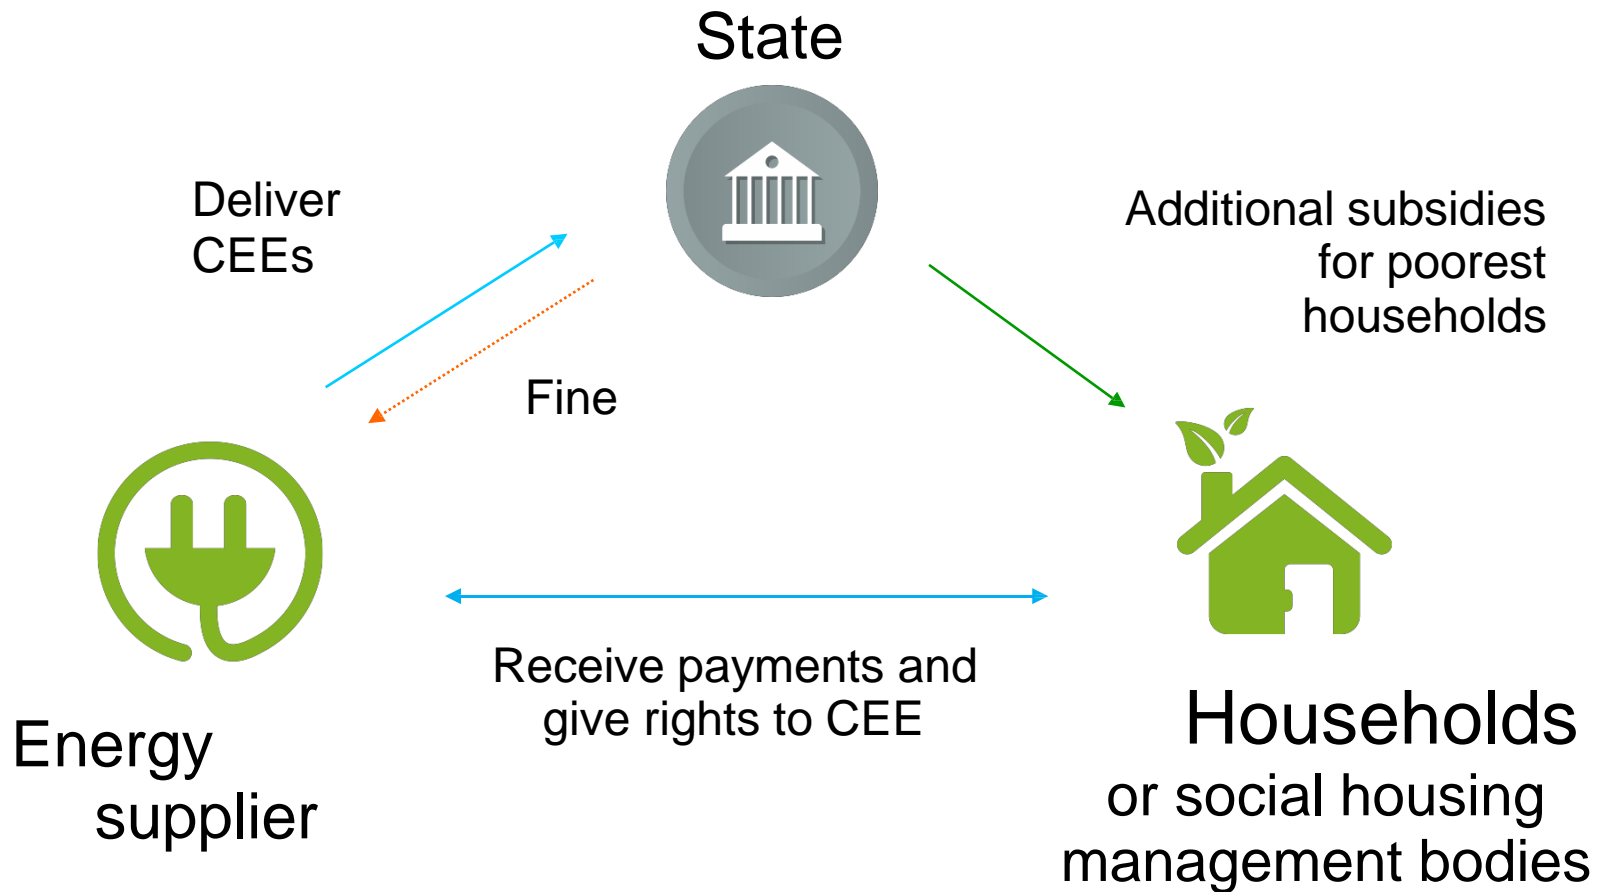 State
Deliver
CEEs
Additional subsidies
for poorest
households
Fine
Receive payments and
give rights to CEE
Energy
supplier
Households
or social housing
management bodies